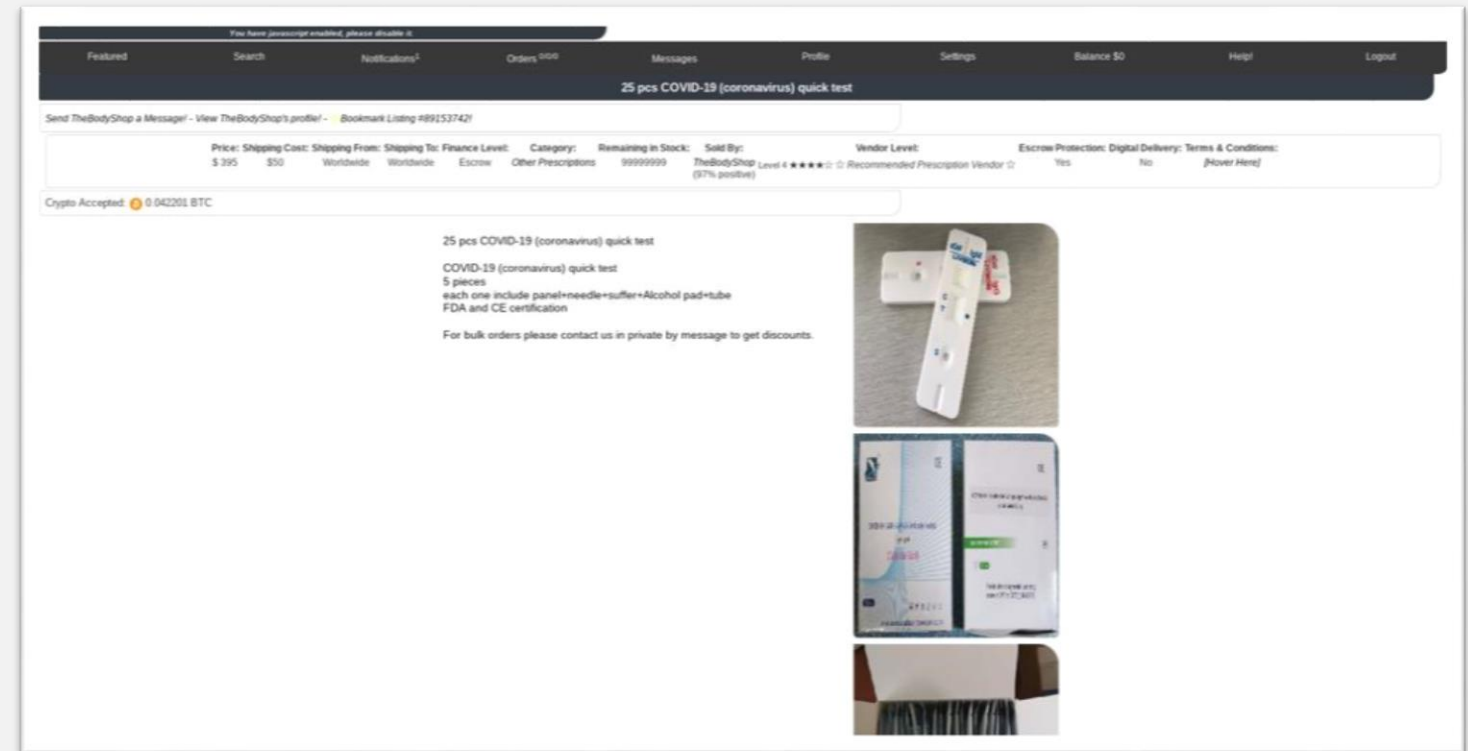 You have javascript enabled, please disable it.
Featured Search Notifications1 Orders 0/0/0 Messages Profile Settings Balance $0 Help! Logout
25 pcs COVID-19 (coronavirus) quick test
Send TheBodyShop a Message! - View TheBodyShop's profile! - Bookmark Listing #89153742!
Price: Shipping Cost: Shipping From: Shipping To: Finance Level: Category: Remaining in Stock: Sold By: Vendor Level: Escrow Protection: Digital Delivery: Terms & Conditions:
$ 395 $50 Worldwide Worldwide Escrow Other Prescriptions 99999999 TheBodyShop Level 4 ★★★★☆ ☆ Recommended Prescription Vendor ☆ Yes No [Hover Here]
(97% positive)
Crypto Accepted: 0.042201 BTC
25 pcs COVID-19 (coronavirus) quick test
COVID-19 (coronavirus) quick test
5 pieces
each one include panel+needle+suffer+Alcohol pad+tube
FDA and CE certification
For bulk orders please contact us in private by message to get discounts.